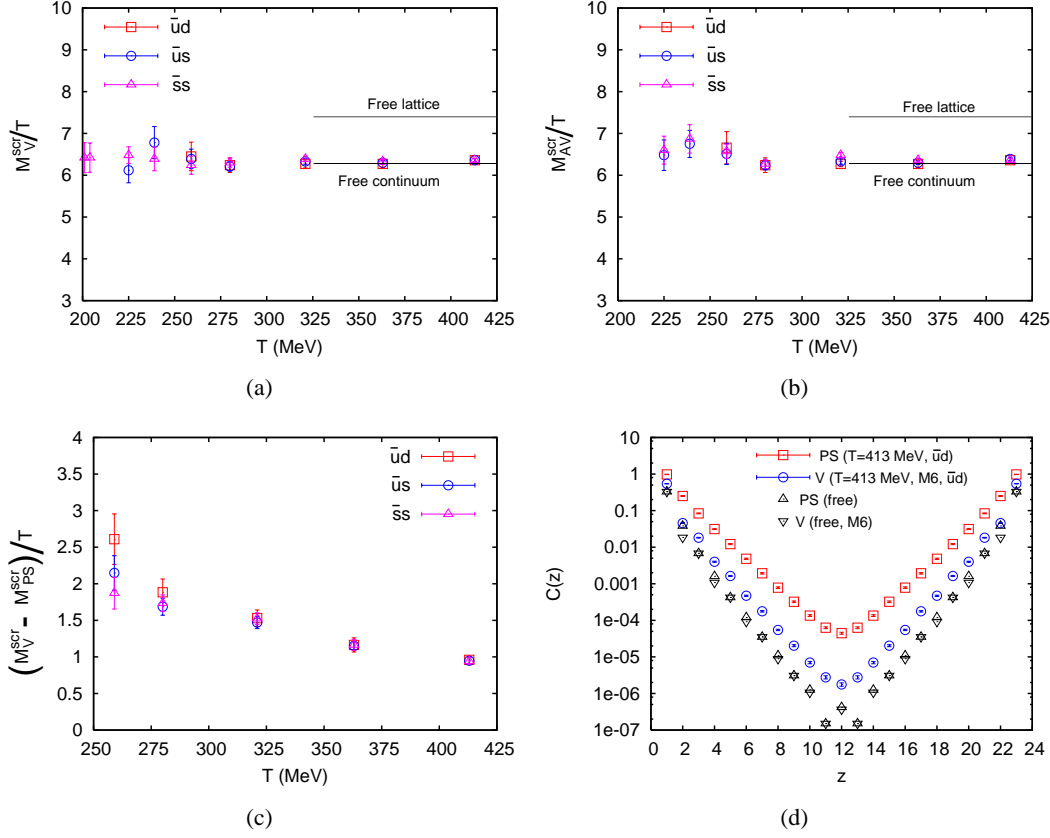 10
9
8
7
6
5
4
3
200 225 250 275 300 325 350 375 400 425
M_V^scr/T
T (MeV)
ūd
ūs
s̄s
Free lattice
Free continuum
(a)
10
9
8
7
6
5
4
3
200 225 250 275 300 325 350 375 400 425
M_AV^scr/T
T (MeV)
ūd
ūs
s̄s
Free lattice
Free continuum
(b)
4
3.5
3
2.5
2
1.5
1
0.5
0
250 275 300 325 350 375 400 425
(M_V^scr - M_PS^scr)/T
T (MeV)
ūd
ūs
s̄s
(c)
10
1
0.1
0.01
0.001
1e-04
1e-05
1e-06
1e-07
0 2 4 6 8 10 12 14 16 18 20 22 24
C(z)
z
PS (T=413 MeV, ūd)
V (T=413 MeV, M6, ūd)
PS (free)
V (free, M6)
(d)